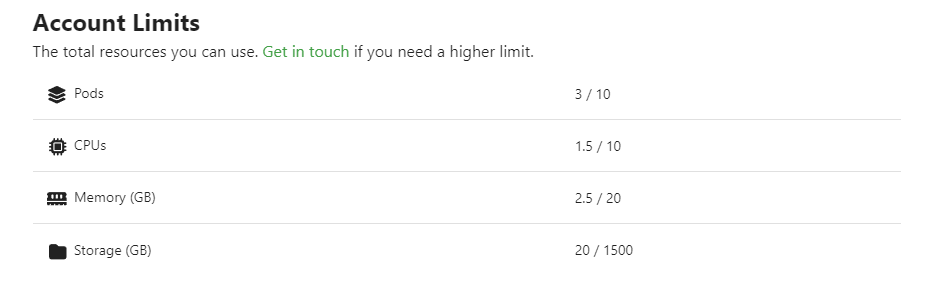 Account Limits
The total resources you can use. Get in touch if you need a higher limit.
Pods 3 / 10
CPUs 1.5 / 10
Memory (GB) 2.5 / 20
Storage (GB) 20 / 1500